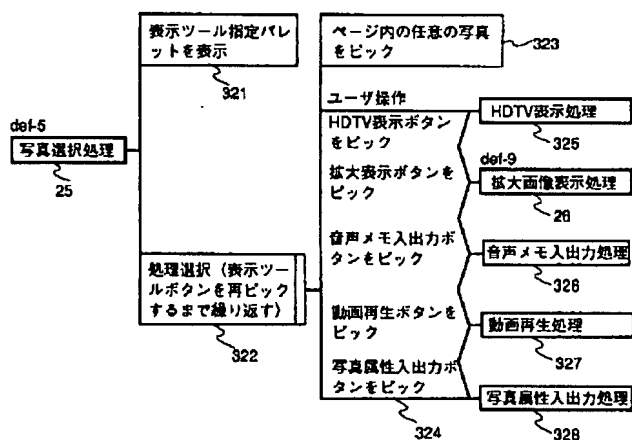 表示ツール指定パレ
ットを表示
321
ページ内の任意の写真
をピック
323
def-5
写真選択処理
25
処理選択（表示ツー
ルボタンを再ピック
するまで繰り返す）
322
ユーザ操作
HDTV表示ボタン
をピック
拡大表示ボタンを
ピック
音声メモ入出力ボ
タンをピック
動画再生ボタンを
ピック
写真属性入出力
ボタンをピック
324
HDTV表示処理
325
def-9
拡大画像表示処理
26
音声メモ入出力処理
326
動画再生処理
327
写真属性入出力処理
328